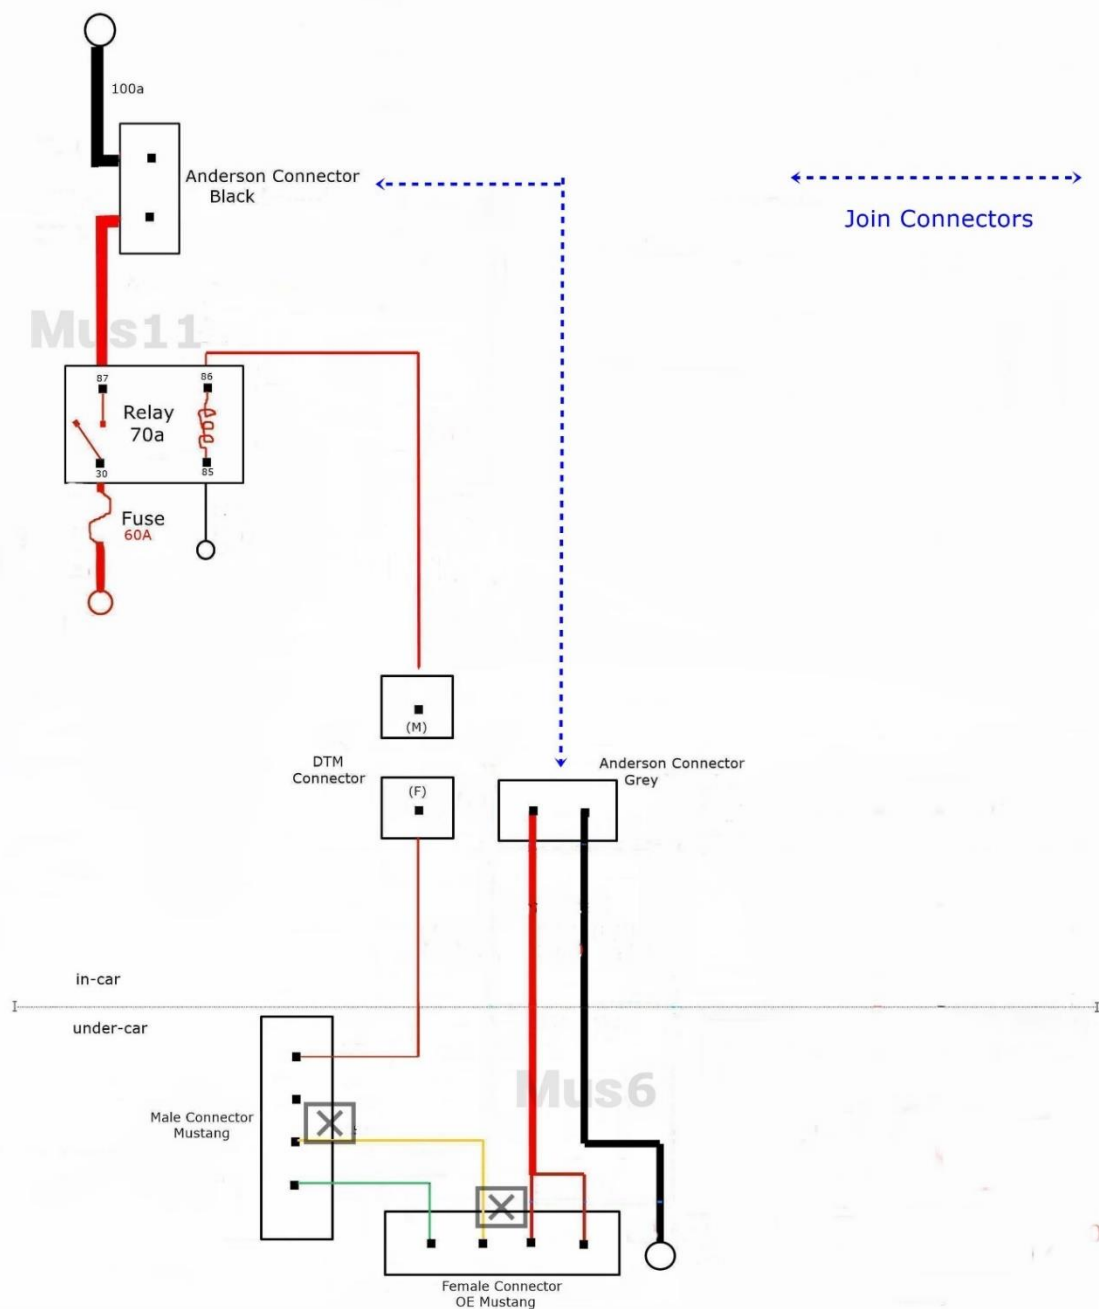 100a
Anderson Connector
Black
Join Connectors
Mus11
87
86
Relay
70a
30
85
Fuse
60A
(M)
DTM
Connector
(F)
Anderson Connector
Grey
in-car
under-car
Mus6
Male Connector
Mustang
Female Connector
OE Mustang